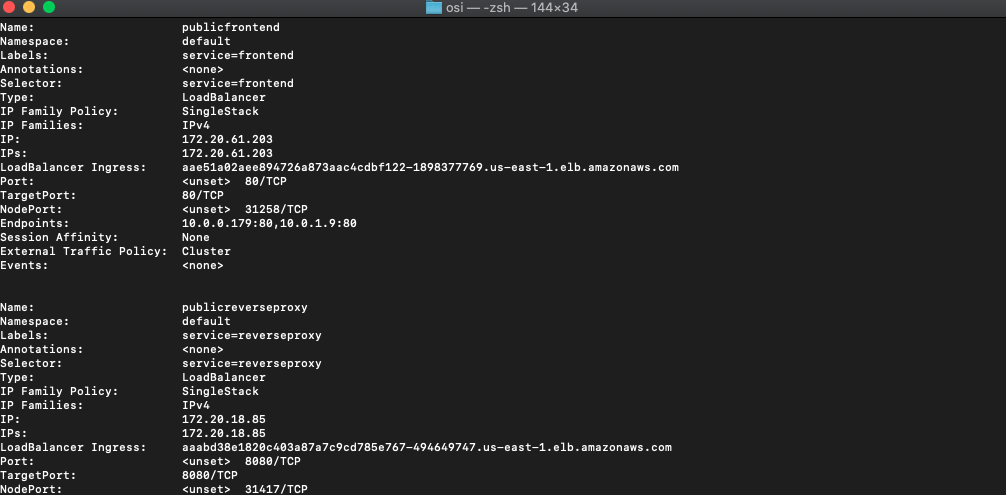 osi — -zsh — 144×34
Name: publicfrontend
Namespace: default
Labels: service=frontend
Annotations: <none>
Selector: service=frontend
Type: LoadBalancer
IP Family Policy: SingleStack
IP Families: IPv4
IP: 172.20.61.203
IPs: 172.20.61.203
LoadBalancer Ingress: aae51a02aee894726a873aac4cdbf122-1898377769.us-east-1.elb.amazonaws.com
Port: <unset> 80/TCP
TargetPort: 80/TCP
NodePort: <unset> 31258/TCP
Endpoints: 10.0.0.179:80,10.0.1.9:80
Session Affinity: None
External Traffic Policy: Cluster
Events: <none>
Name: publicreverseproxy
Namespace: default
Labels: service=reverseproxy
Annotations: <none>
Selector: service=reverseproxy
Type: LoadBalancer
IP Family Policy: SingleStack
IP Families: IPv4
IP: 172.20.18.85
IPs: 172.20.18.85
LoadBalancer Ingress: aaabd38e1820c403a87a7c9cd785e767-494649747.us-east-1.elb.amazonaws.com
Port: <unset> 8080/TCP
TargetPort: 8080/TCP
NodePort: <unset> 31417/TCP